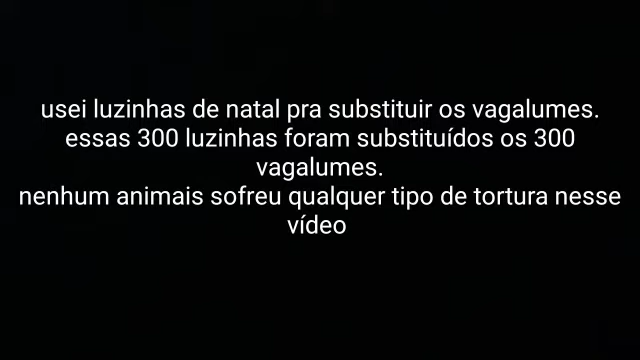 usei luzinhas de natal pra substituir os vagalumes.
essas 300 luzinhas foram substituídos os 300
vagalumes.
nenhum animais sofreu qualquer tipo de tortura nesse
vídeo